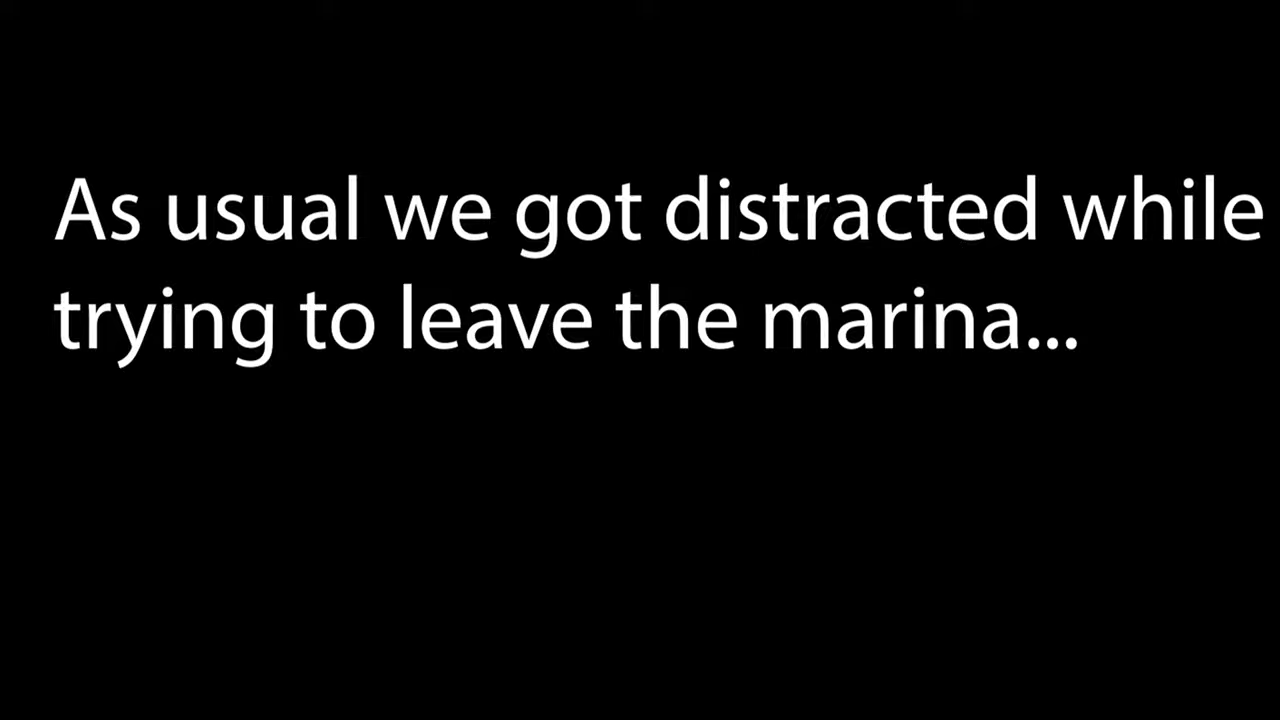 As usual we got distracted while
trying to leave the marina...